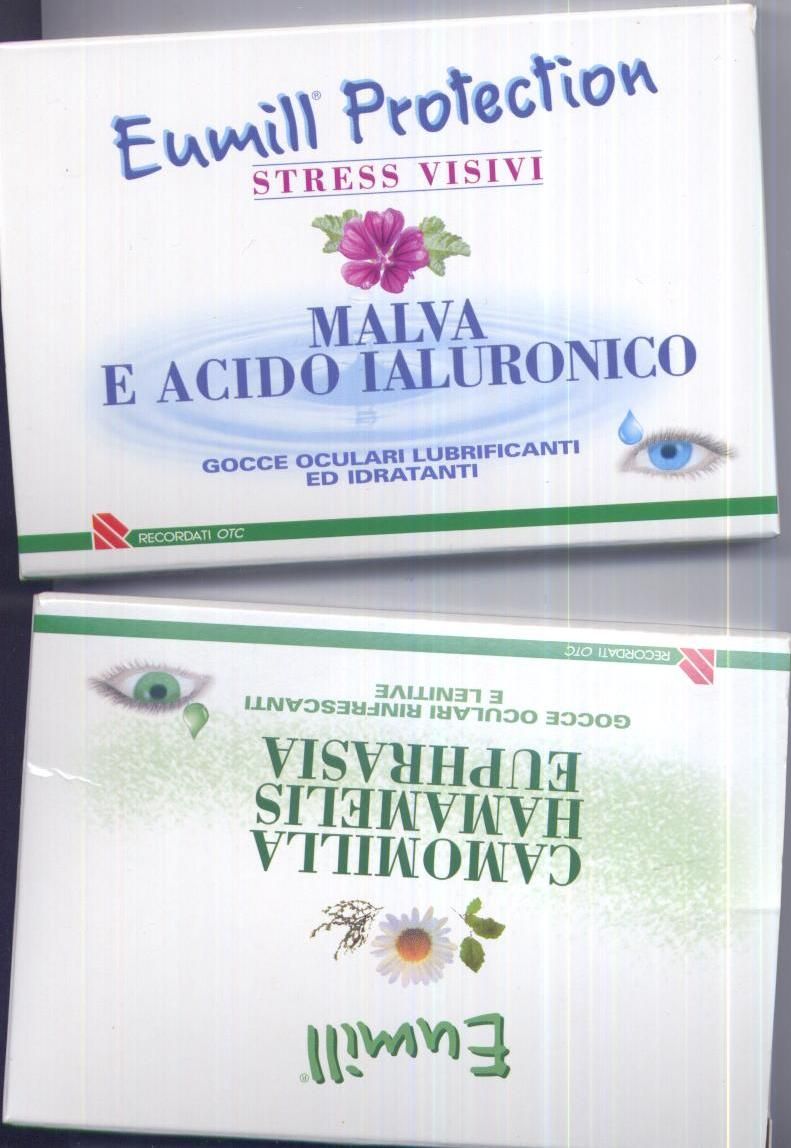 Eumill® Protection
STRESS VISIVI
MALVA
E ACIDO IALURONICO
GOCCE OCULARI LUBRIFICANTI
ED IDRATANTI
RECORDATI OTC
Eumill®
CAMOMILLA
HAMAMELIS
EUPHRASIA
GOCCE OCULARI RINFRESCANTI
E LENITIVE
RECORDATI OTC